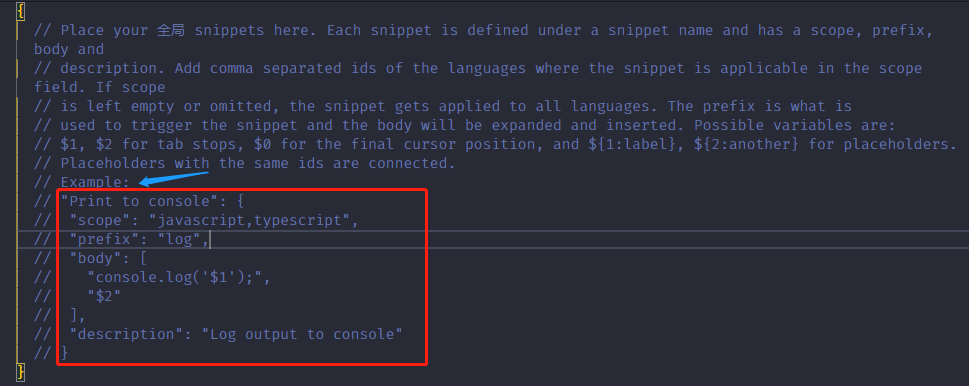 {
// Place your 全局 snippets here. Each snippet is defined under a snippet name and has a scope, prefix,
body and
// description. Add comma separated ids of the languages where the snippet is applicable in the scope
field. If scope
// is left empty or omitted, the snippet gets applied to all languages. The prefix is what is
// used to trigger the snippet and the body will be expanded and inserted. Possible variables are:
// $1, $2 for tab stops, $0 for the final cursor position, and ${1:label}, ${2:another} for placeholders.
// Placeholders with the same ids are connected.
// Example:
// "Print to console": {
//  "scope": "javascript,typescript",
//  "prefix": "log",
//  "body": [
//    "console.log('$1');",
//    "$2"
//  ],
//  "description": "Log output to console"
// }
}